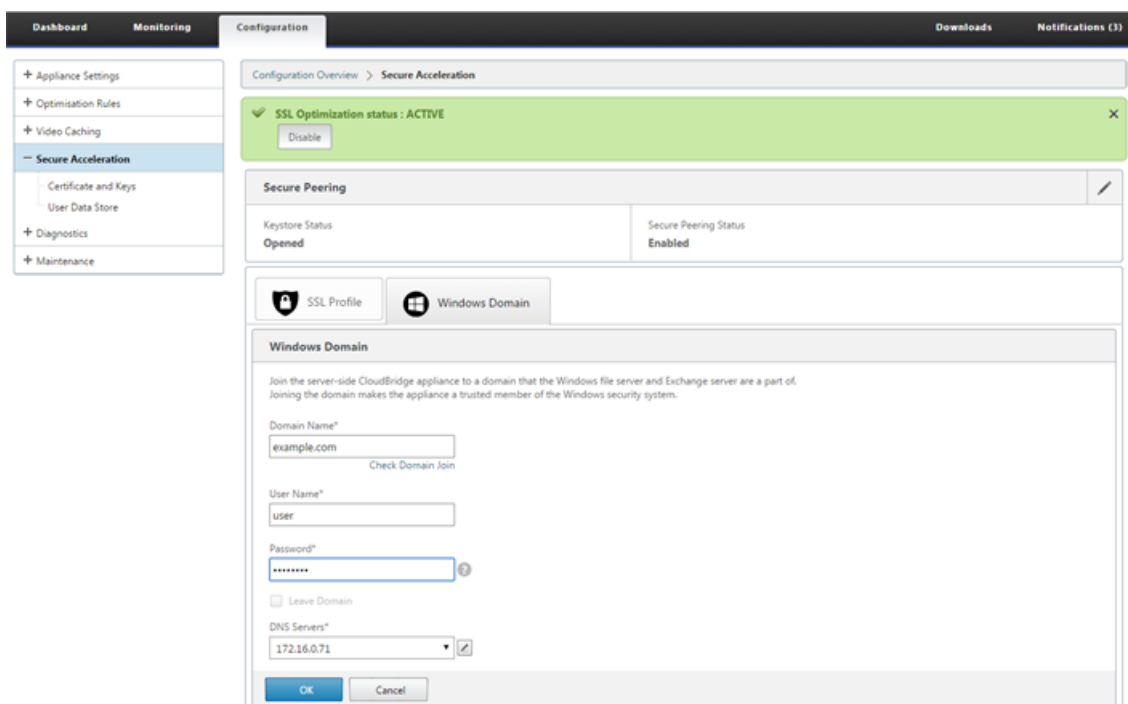 Dashboard Monitoring Configuration Downloads Notifications (3)
+ Appliance Settings
+ Optimisation Rules
+ Video Caching
− Secure Acceleration
Certificate and Keys
User Data Store
+ Diagnostics
+ Maintenance
Configuration Overview > Secure Acceleration
SSL Optimization status : ACTIVE
Disable
Secure Peering
Keystore Status Secure Peering Status
Opened Enabled
SSL Profile Windows Domain
Windows Domain
Join the server-side CloudBridge appliance to a domain that the Windows file server and Exchange server are a part of.
Joining the domain makes the appliance a trusted member of the Windows security system.
Domain Name*
example.com
Check Domain Join
User Name*
user
Password*
••••••••
Leave Domain
DNS Servers*
172.16.0.71
OK Cancel